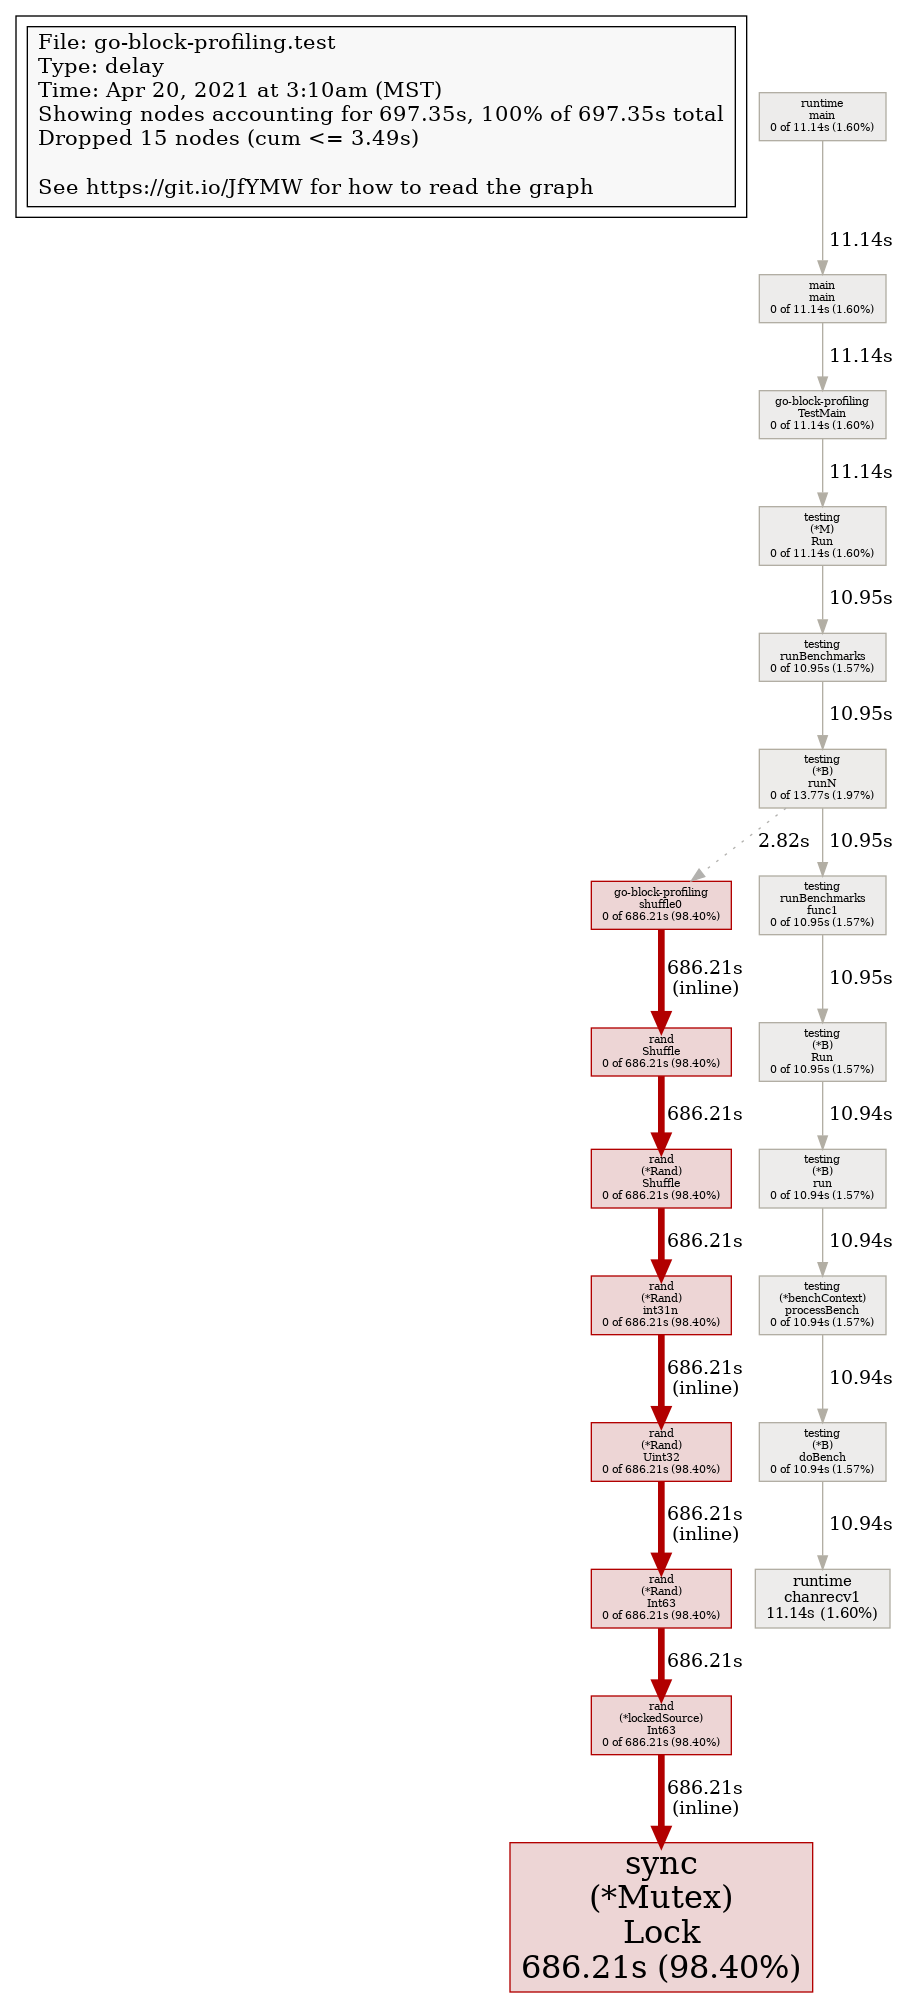 File: go-block-profiling.test
Type: delay
Time: Apr 20, 2021 at 3:10am (MST)
Showing nodes accounting for 697.35s, 100% of 697.35s total
Dropped 15 nodes (cum <= 3.49s)
See https://git.io/JfYMW for how to read the graph
runtime
main
0 of 11.14s (1.60%)
11.14s
main
main
0 of 11.14s (1.60%)
11.14s
go-block-profiling
TestMain
0 of 11.14s (1.60%)
11.14s
testing
(*M)
Run
0 of 11.14s (1.60%)
10.95s
testing
runBenchmarks
0 of 10.95s (1.57%)
10.95s
testing
(*B)
runN
0 of 13.77s (1.97%)
2.82s
10.95s
go-block-profiling
shuffle0
0 of 686.21s (98.40%)
686.21s
(inline)
rand
Shuffle
0 of 686.21s (98.40%)
686.21s
rand
(*Rand)
Shuffle
0 of 686.21s (98.40%)
686.21s
rand
(*Rand)
int31n
0 of 686.21s (98.40%)
686.21s
(inline)
rand
(*Rand)
Uint32
0 of 686.21s (98.40%)
686.21s
(inline)
rand
(*Rand)
Int63
0 of 686.21s (98.40%)
686.21s
rand
(*lockedSource)
Int63
0 of 686.21s (98.40%)
686.21s
(inline)
sync
(*Mutex)
Lock
686.21s (98.40%)
testing
runBenchmarks
func1
0 of 10.95s (1.57%)
10.95s
testing
(*B)
Run
0 of 10.95s (1.57%)
10.94s
testing
(*B)
run
0 of 10.94s (1.57%)
10.94s
testing
(*benchContext)
processBench
0 of 10.94s (1.57%)
10.94s
testing
(*B)
doBench
0 of 10.94s (1.57%)
10.94s
runtime
chanrecv1
11.14s (1.60%)